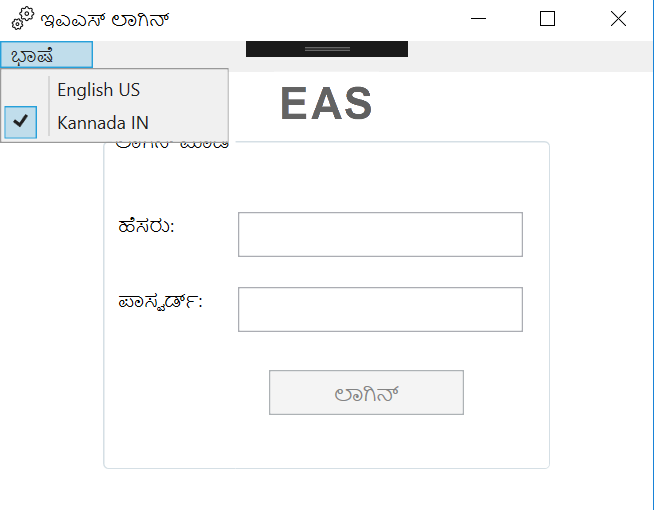 ಇಎಎಸ್ ಲಾಗಿನ್
ಭಾಷೆ
English US
Kannada IN
EAS
ಲಾಗಿನ್ ಮಾಡಿ
ಹೆಸರು:
ಪಾಸ್ವರ್ಡ್:
ಲಾಗಿನ್